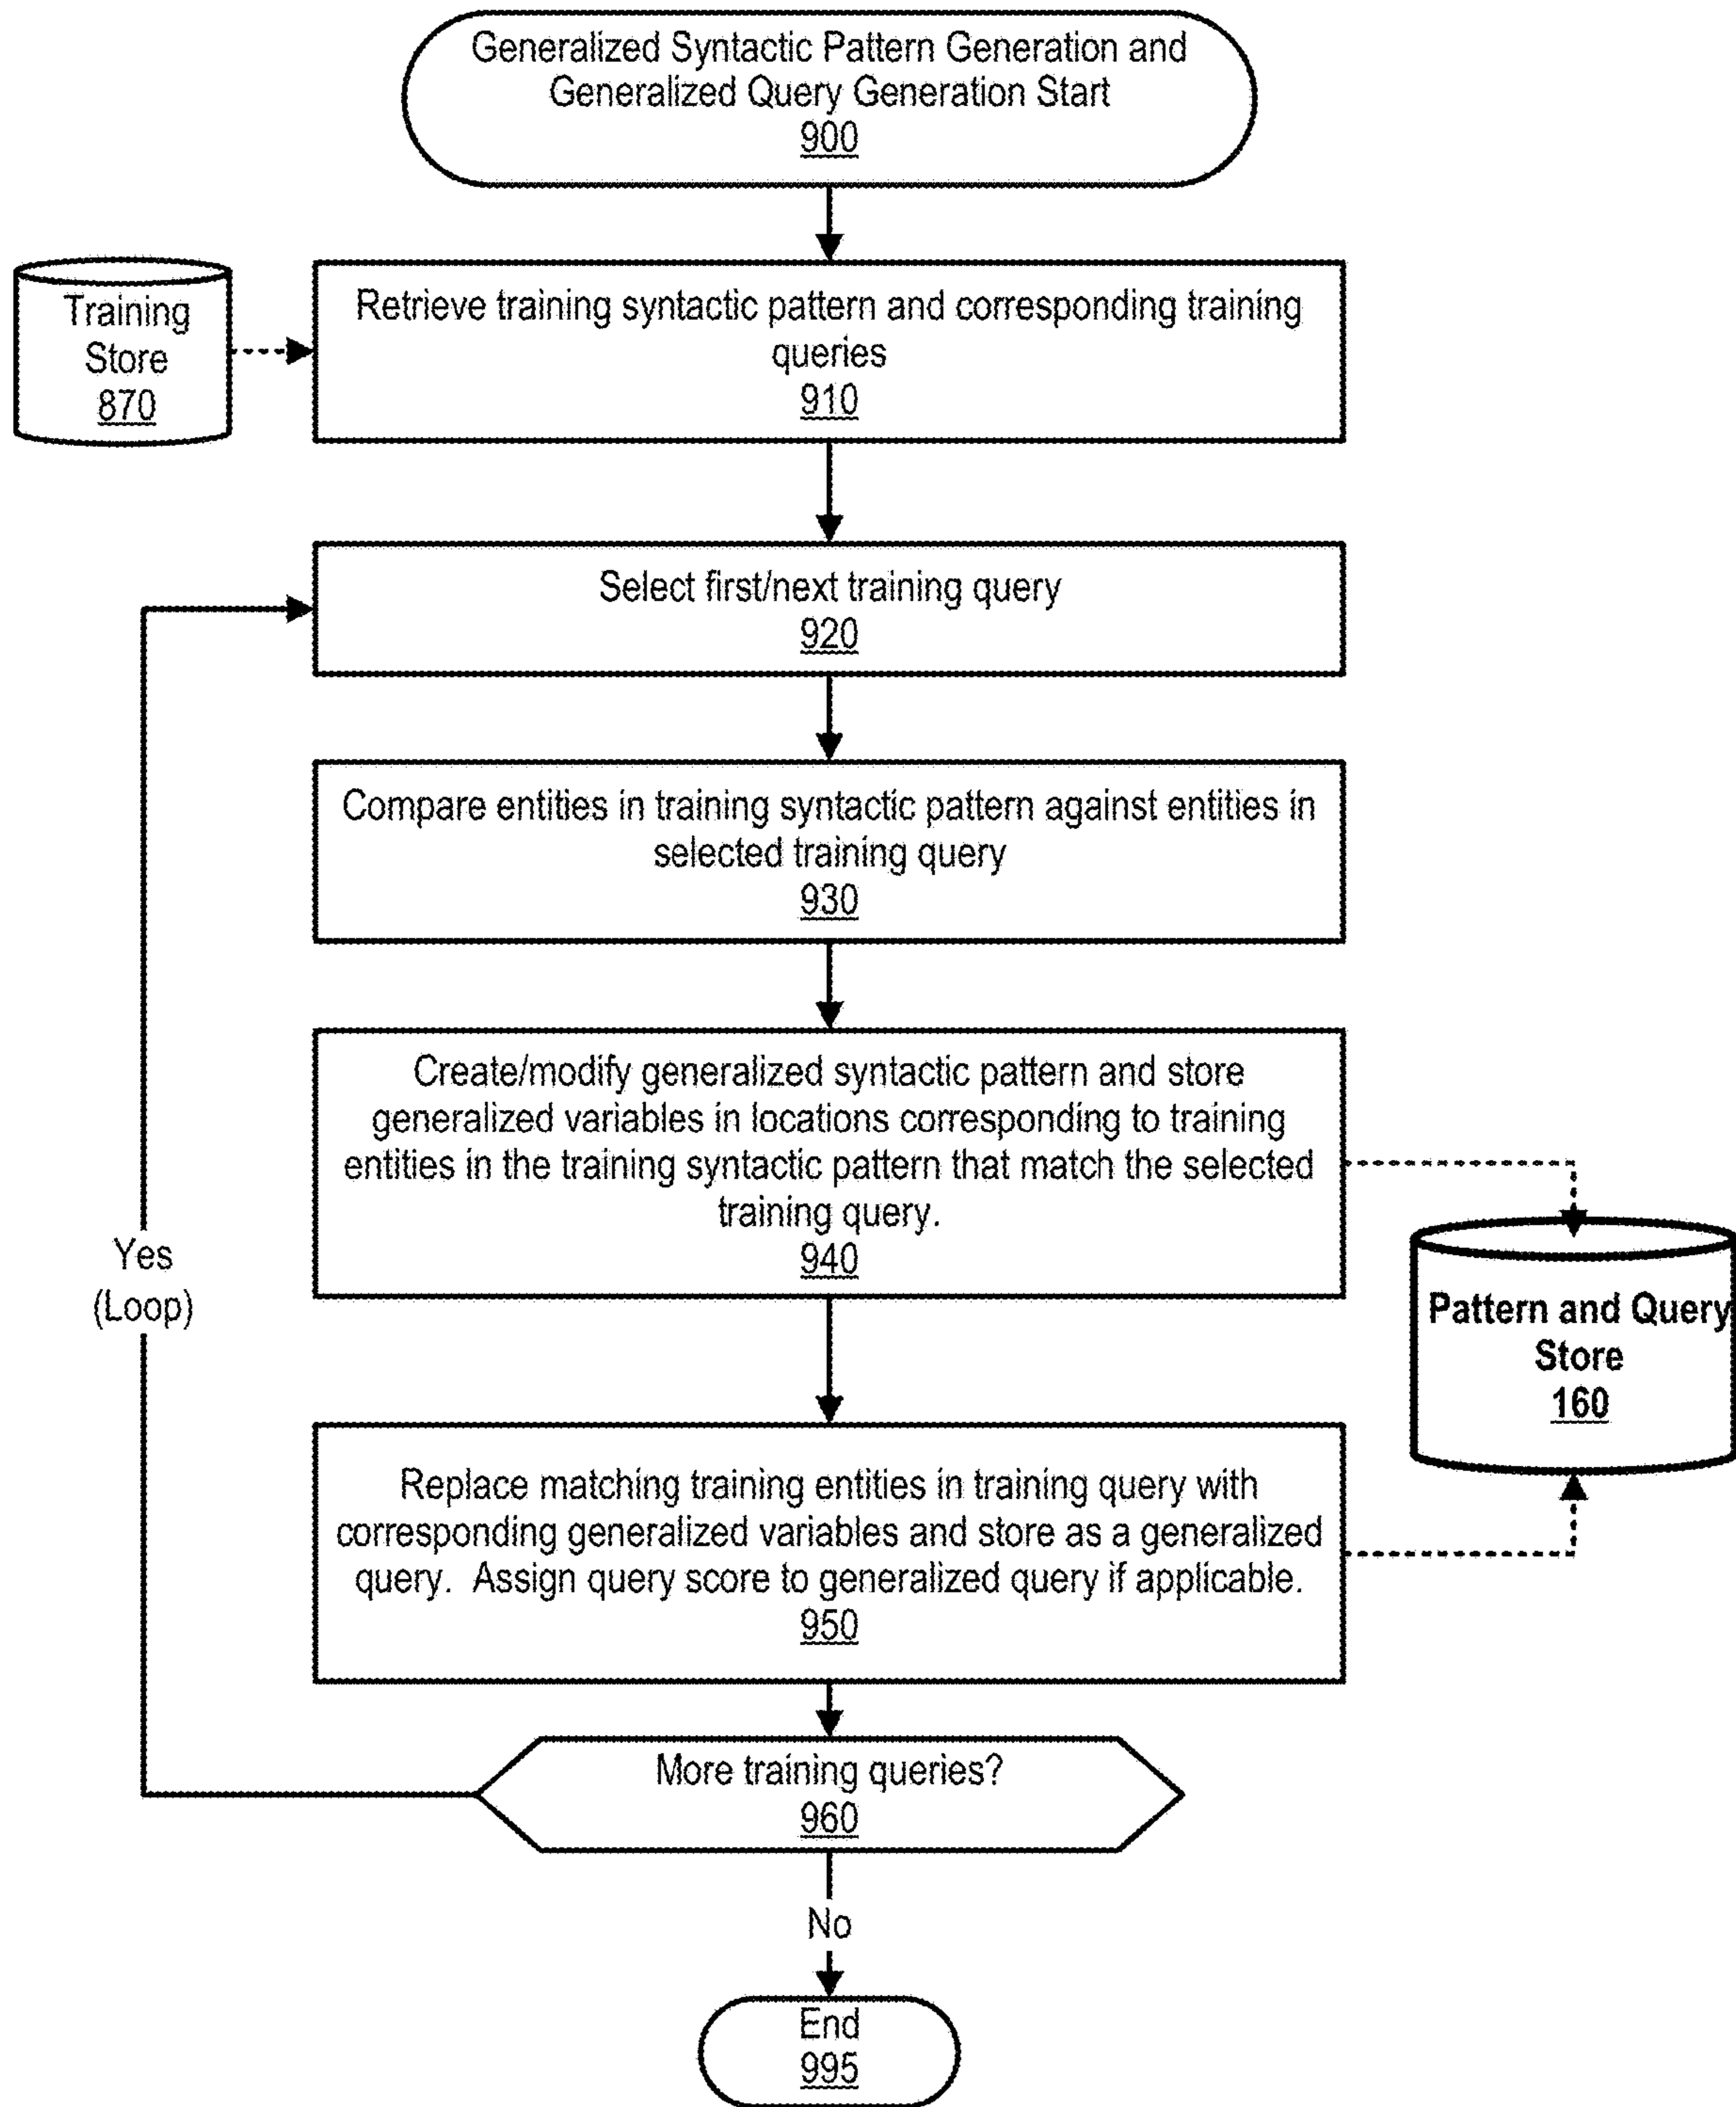 Generalized Syntactic Pattern Generation and
Generalized Query Generation Start
900
Training
Store
870
Retrieve training syntactic pattern and corresponding training
queries
910
Select first/next training query
920
Compare entities in training syntactic pattern against entities in
selected training query
930
Create/modify generalized syntactic pattern and store
generalized variables in locations corresponding to training
entities in the training syntactic pattern that match the selected
training query.
940
Yes
(Loop)
Pattern and Query
Store
160
Replace matching training entities in training query with
corresponding generalized variables and store as a generalized
query.  Assign query score to generalized query if applicable.
950
More training queries?
960
No
End
995